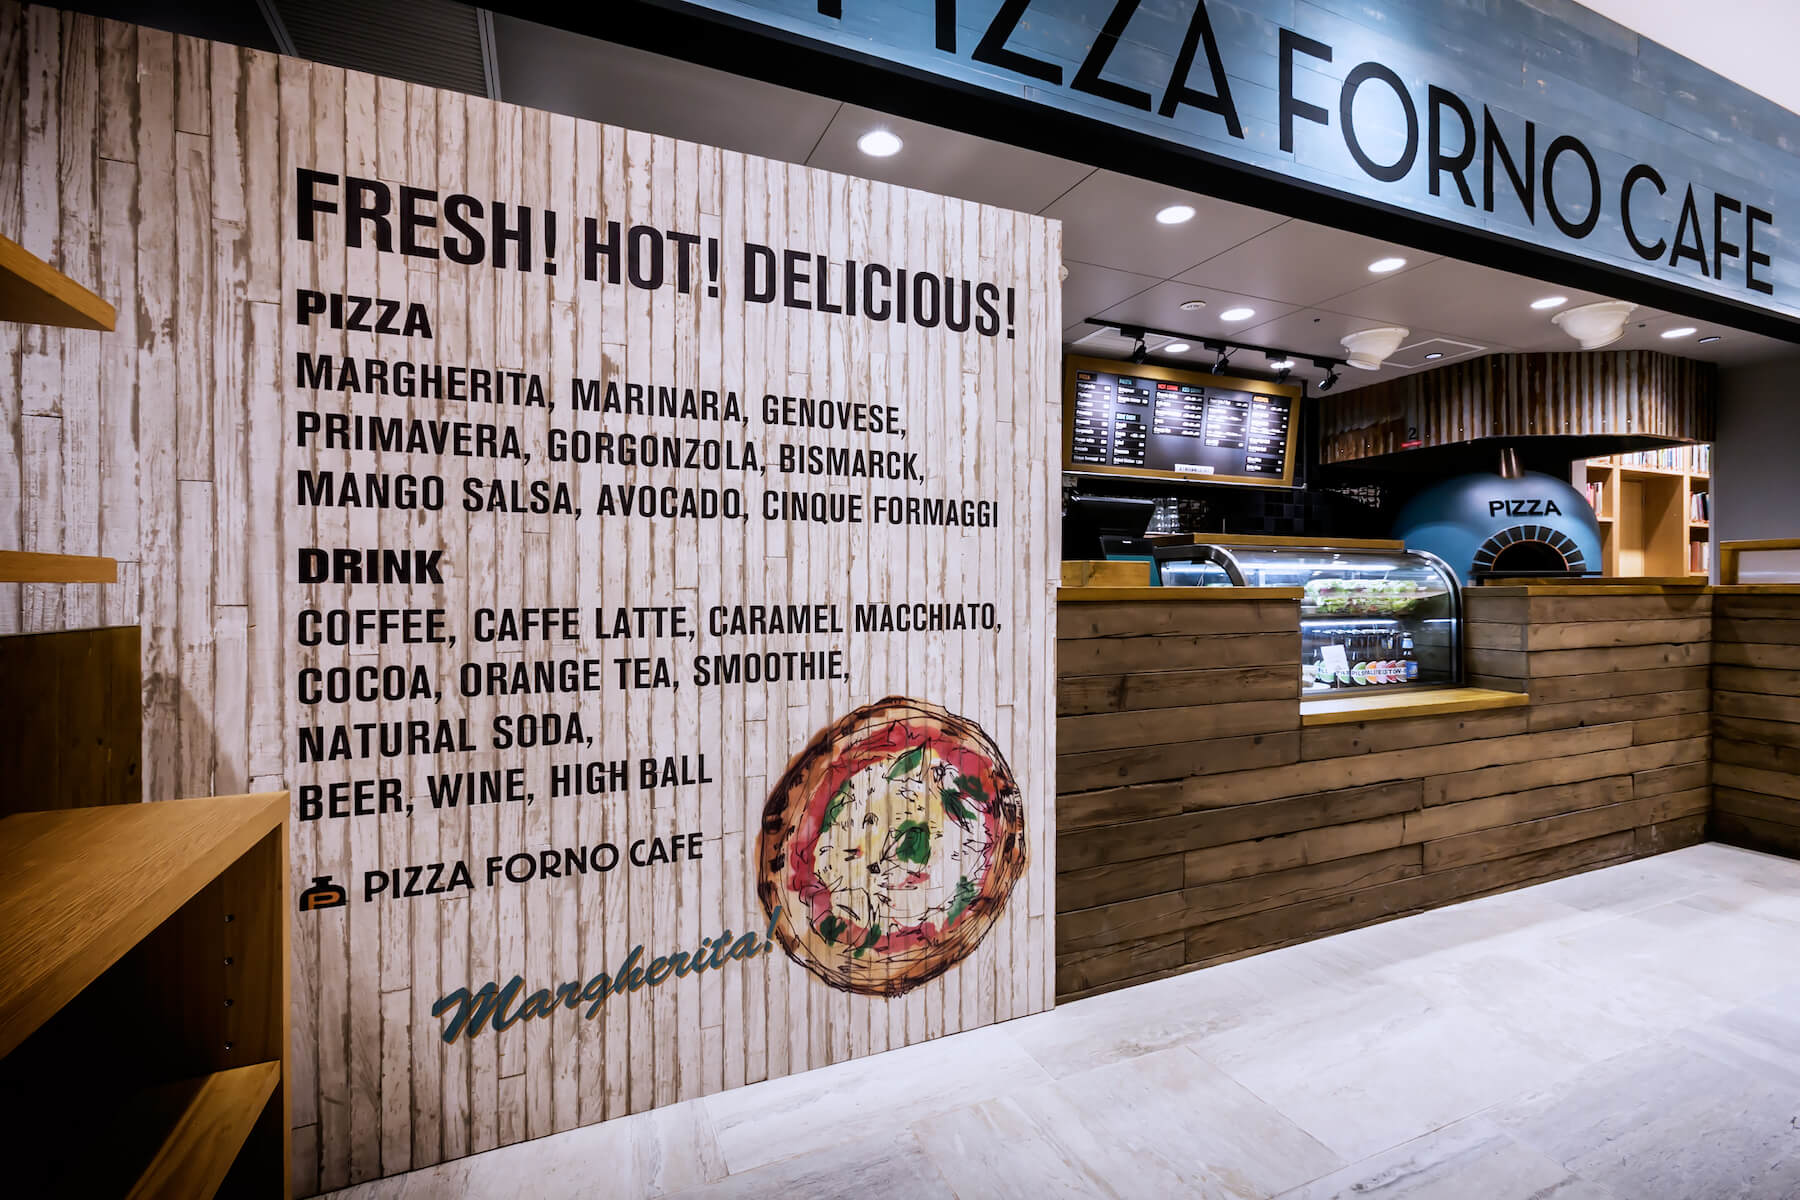 PIZZA FORNO CAFE
FRESH! HOT! DELICIOUS!
PIZZA
MARGHERITA, MARINARA, GENOVESE,
PRIMAVERA, GORGONZOLA, BISMARCK,
MANGO SALSA, AVOCADO, CINQUE FORMAGGI
DRINK
COFFEE, CAFFE LATTE, CARAMEL MACCHIATO,
COCOA, ORANGE TEA, SMOOTHIE,
NATURAL SODA,
BEER, WINE, HIGH BALL
PIZZA FORNO CAFE
Margherita!
2
PIZZA